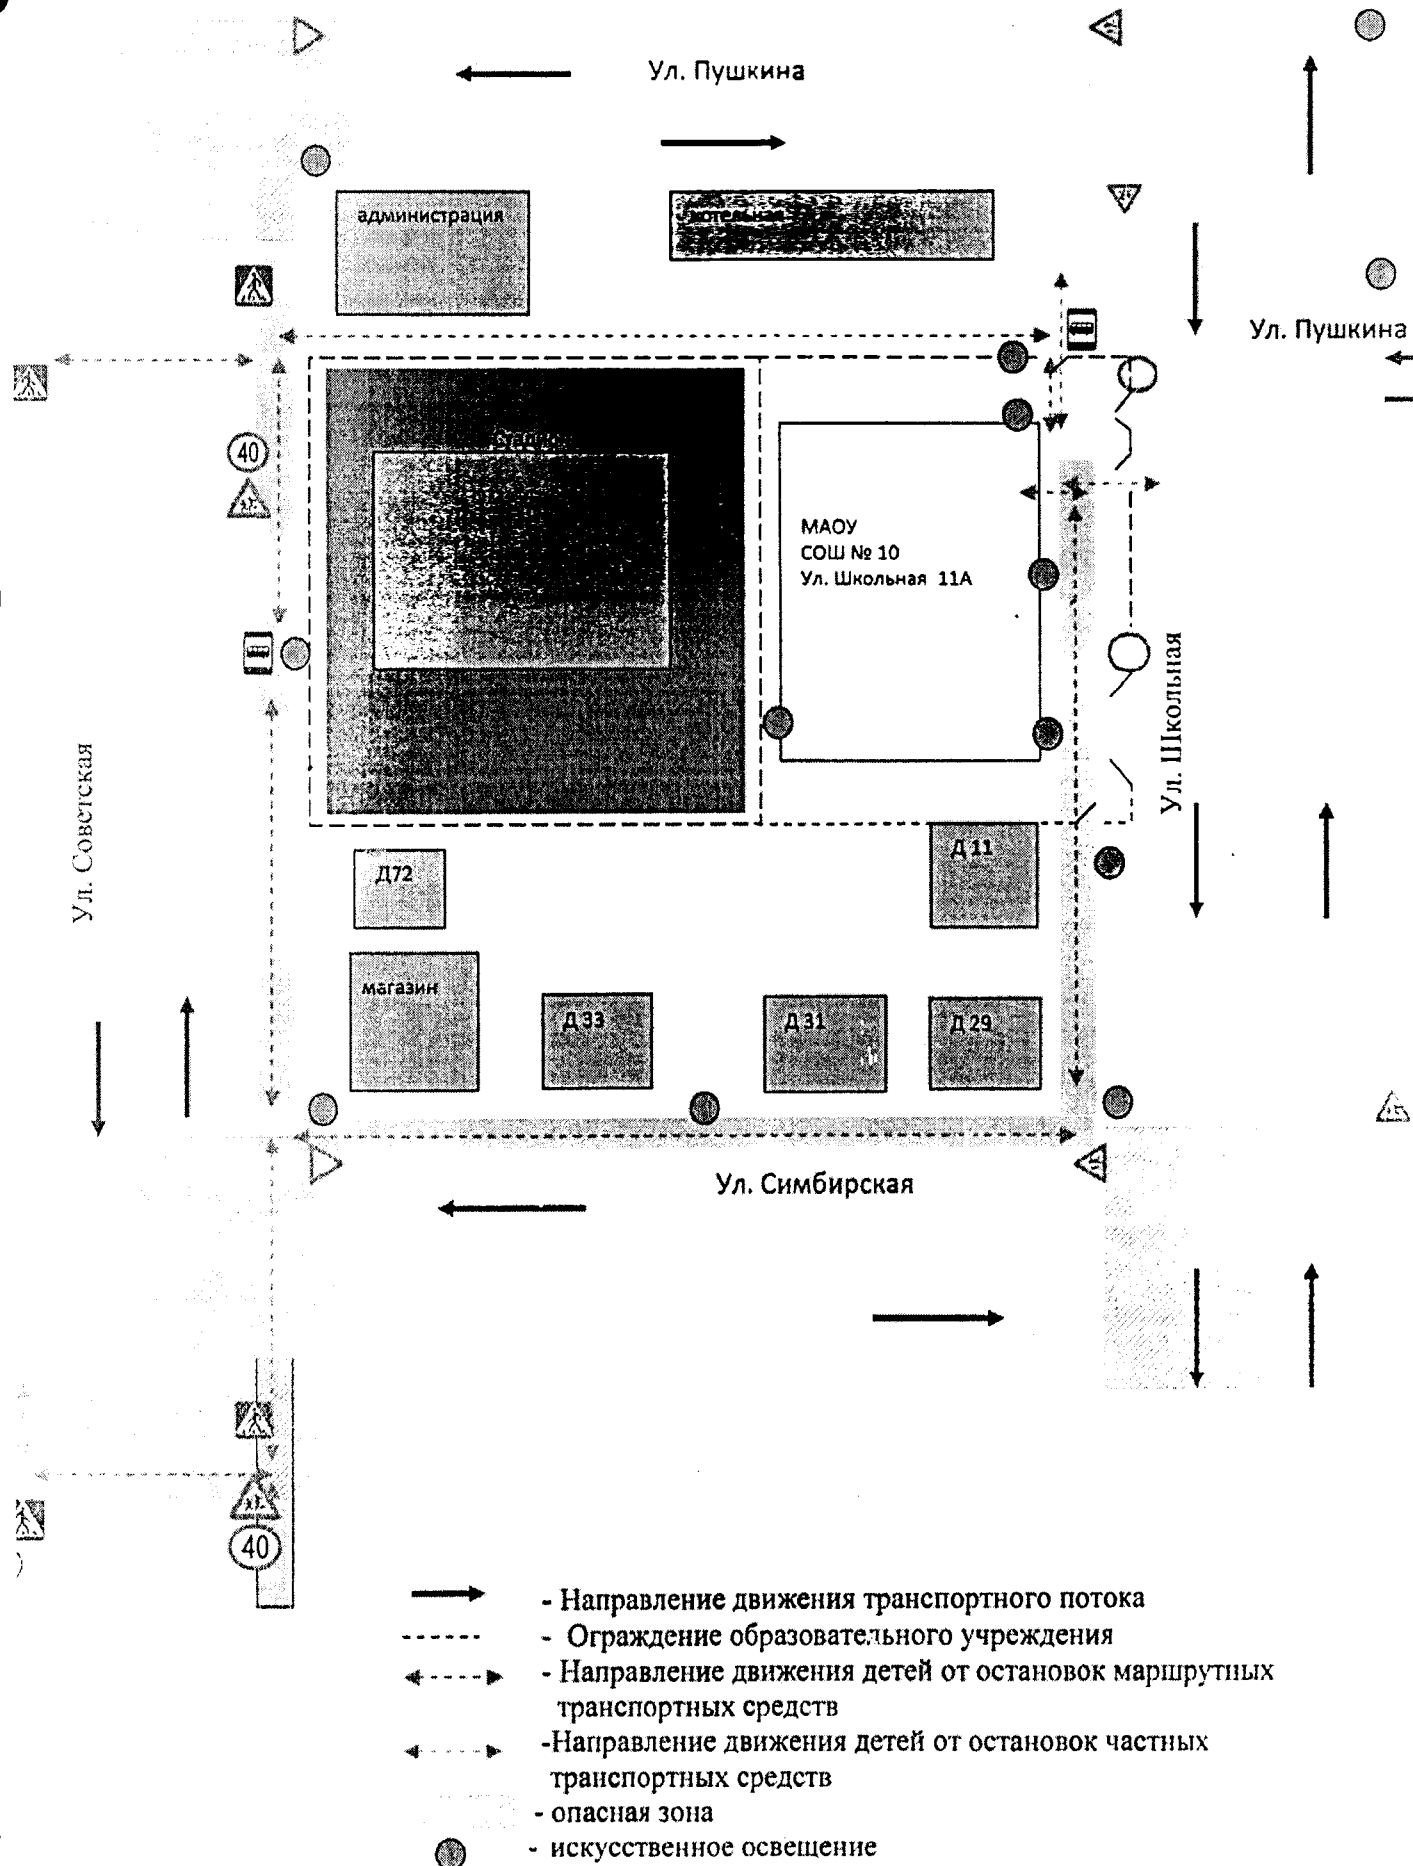 Ул. Пушкина
администрация
котельная
Ул. Пушкина
40
Стадион
МАОУ
СОШ № 10
Ул. Школьная 11А
Ул. Школьная
Ул. Советская
Д 11
Д72
магазин
Д 33
Д 31
Д 29
Ул. Симбирская
40
- Направление движения транспортного потока
- Ограждение образовательного учреждения
- Направление движения детей от остановок маршрутных
транспортных средств
-Направление движения детей от остановок частных
транспортных средств
- опасная зона
- искусственное освещение